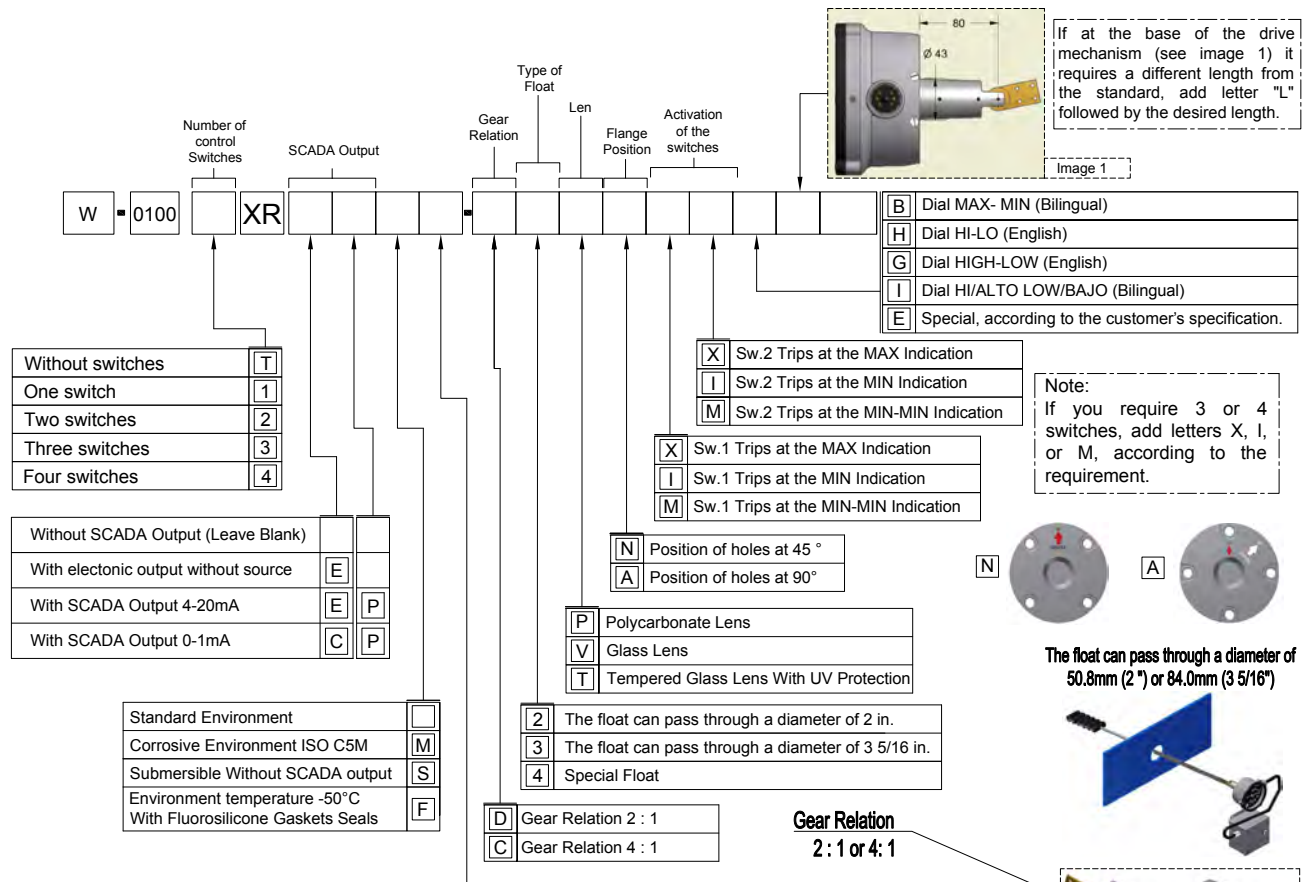 80
Ø 43
Image 1
If at the base of the drive
mechanism (see image 1) it
requires a different length from
the standard, add letter "L"
followed by the desired length.
Number of
control
Switches
SCADA Output
Gear
Relation
Type of
Float
Len
Flange
Position
Activation
of the
switches
W - 0100 XR -
B Dial MAX- MIN (Bilingual)
H Dial HI-LO (English)
G Dial HIGH-LOW (English)
I Dial HI/ALTO LOW/BAJO (Bilingual)
E Special, according to the customer's specification.
X Sw.2 Trips at the MAX Indication
I Sw.2 Trips at the MIN Indication
M Sw.2 Trips at the MIN-MIN Indication
X Sw.1 Trips at the MAX Indication
I Sw.1 Trips at the MIN Indication
M Sw.1 Trips at the MIN-MIN Indication
Note:
If you require 3 or 4
switches, add letters X, I,
or M, according to the
requirement.
Without switches T
One switch 1
Two switches 2
Three switches 3
Four switches 4
Without SCADA Output (Leave Blank)
With electonic output without source E
With SCADA Output 4-20mA E P
With SCADA Output 0-1mA C P
N Position of holes at 45 °
A Position of holes at 90°
N
A
P Polycarbonate Lens
V Glass Lens
T Tempered Glass Lens With UV Protection
The float can pass through a diameter of
50.8mm (2 ") or 84.0mm (3 5/16")
Standard Environment
Corrosive Environment ISO C5M M
Submersible Without SCADA output S
Environment temperature -50°C
With Fluorosilicone Gaskets Seals F
2 The float can pass through a diameter of 2 in.
3 The float can pass through a diameter of 3 5/16 in.
4 Special Float
D Gear Relation 2 : 1
C Gear Relation 4 : 1
Gear Relation
2 : 1 or 4: 1